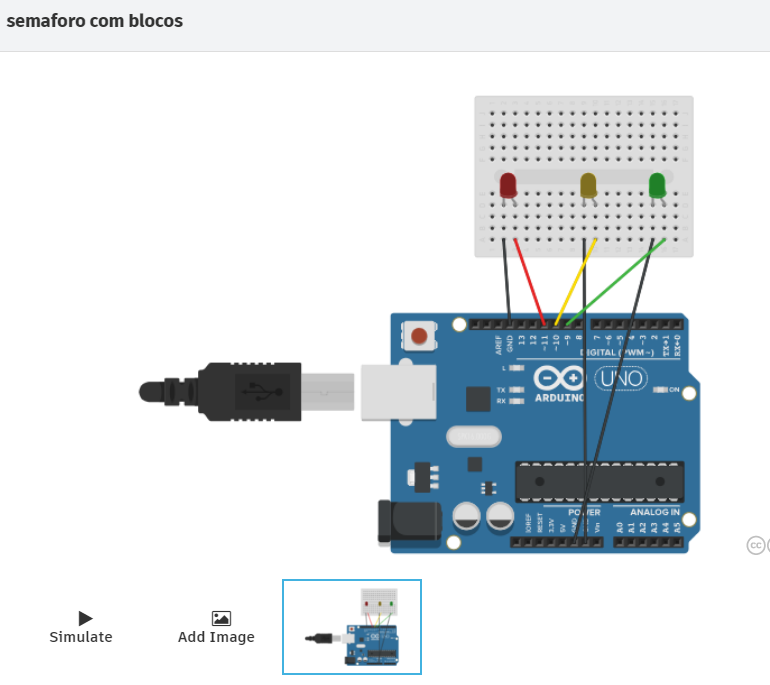 semaforo com blocos
AREF
GND
13
12
~11
~10
~9
8
7
~6
~5
4
~3
2
TX→1
RX←0
DIGITAL (PWM~)
L
TX
RX
ARDUINO
UNO
ON
POWER
ANALOG IN
IOREF
RESET
3.3V
5V
GND
Vin
A0
A1
A2
A3
A4
A5
cc
Simulate
Add Image